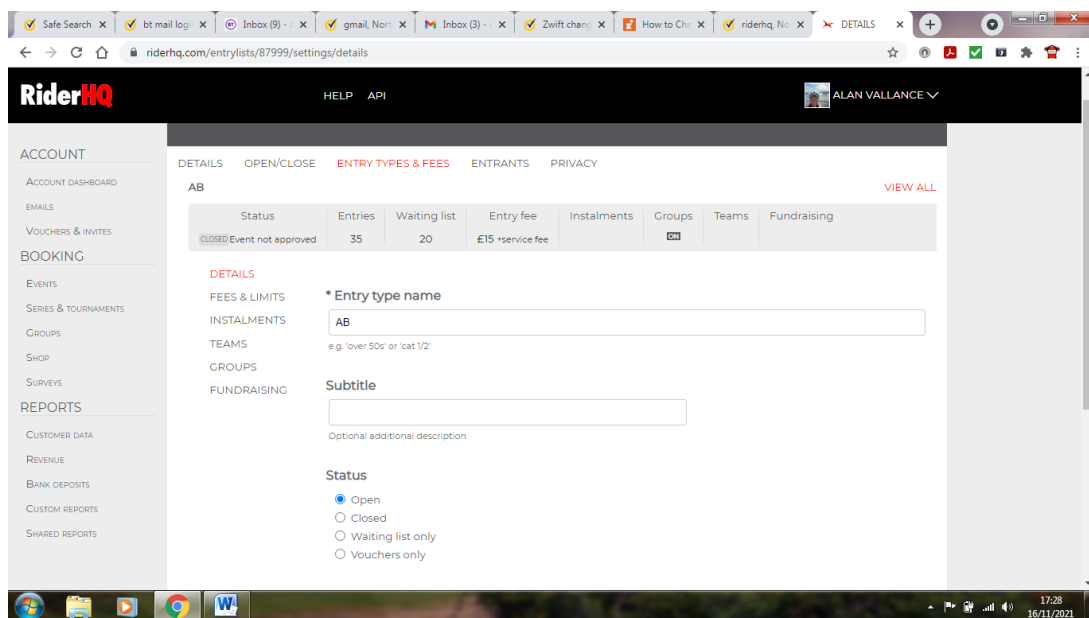 Safe Search
bt mail logi
Inbox (9) -
gmail, Nort
Inbox (3) -
Zwift chang
How to Cha
riderhq, No
DETAILS
riderhq.com/entrylists/87999/settings/details
RiderHQ
HELP API
ALAN VALLANCE
ACCOUNT
ACCOUNT DASHBOARD
EMAILS
VOUCHERS & INVITES
BOOKING
EVENTS
SERIES & TOURNAMENTS
GROUPS
SHOP
SURVEYS
REPORTS
CUSTOMER DATA
REVENUE
BANK DEPOSITS
CUSTOM REPORTS
SHARED REPORTS
DETAILS OPEN/CLOSE ENTRY TYPES & FEES ENTRANTS PRIVACY
AB VIEW ALL
Status Entries Waiting list Entry fee Instalments Groups Teams Fundraising
CLOSED Event not approved 35 20 £15 +service fee ON
DETAILS
FEES & LIMITS
INSTALMENTS
TEAMS
GROUPS
FUNDRAISING
* Entry type name
AB
e.g. 'over 50s' or 'cat 1/2'
Subtitle
Optional additional description
Status
Open
Closed
Waiting list only
Vouchers only
17:28
16/11/2021